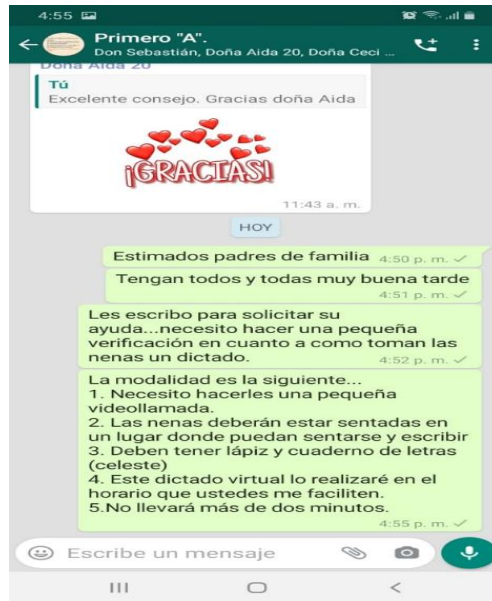 4:55
Primero "A".
Don Sebastián, Doña Aida 20, Doña Ceci ...
Doña Aida 20
Tú
Excelente consejo. Gracias doña Aida
¡GRACIAS!
11:43 a. m.
HOY
Estimados padres de familia 4:50 p. m.
Tengan todos y todas muy buena tarde
4:51 p. m.
Les escribo para solicitar su
ayuda...necesito hacer una pequeña
verificación en cuanto a como toman las
nenas un dictado. 4:52 p. m.
La modalidad es la siguiente...
1. Necesito hacerles una pequeña
videollamada.
2. Las nenas deberán estar sentadas en
un lugar donde puedan sentarse y escribir
3. Deben tener lápiz y cuaderno de letras
(celeste)
4. Este dictado virtual lo realizaré en el
horario que ustedes me faciliten.
5.No llevará más de dos minutos.
4:55 p. m.
Escribe un mensaje